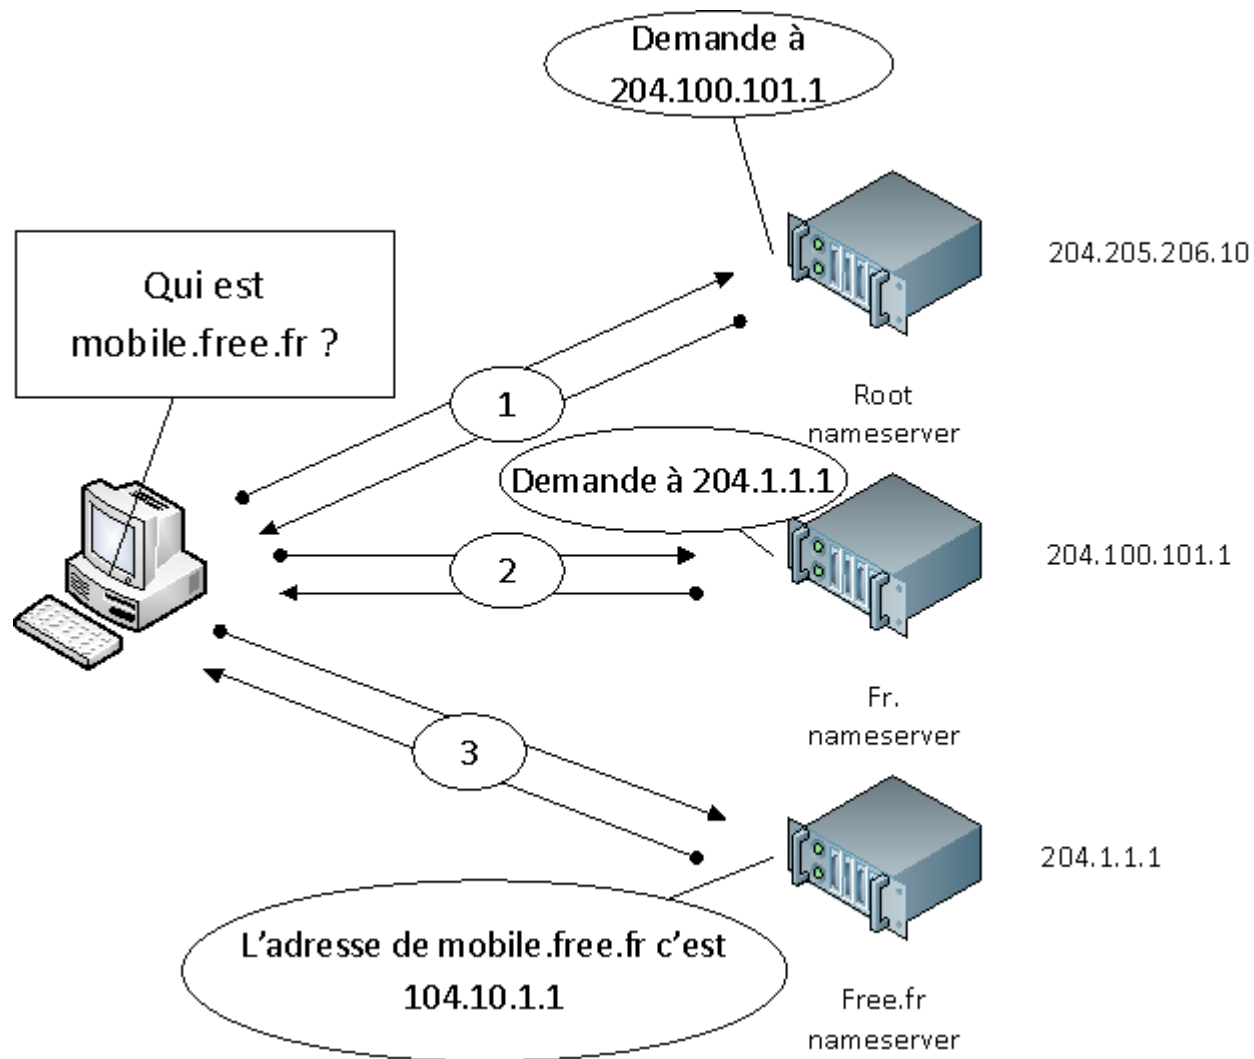 Demande à
204.100.101.1
204.205.206.10
Qui est
mobile.free.fr ?
1
Root
nameserver
Demande à 204.1.1.1
2
204.100.101.1
Fr.
nameserver
3
204.1.1.1
L'adresse de mobile.free.fr c'est
104.10.1.1
Free.fr
nameserver